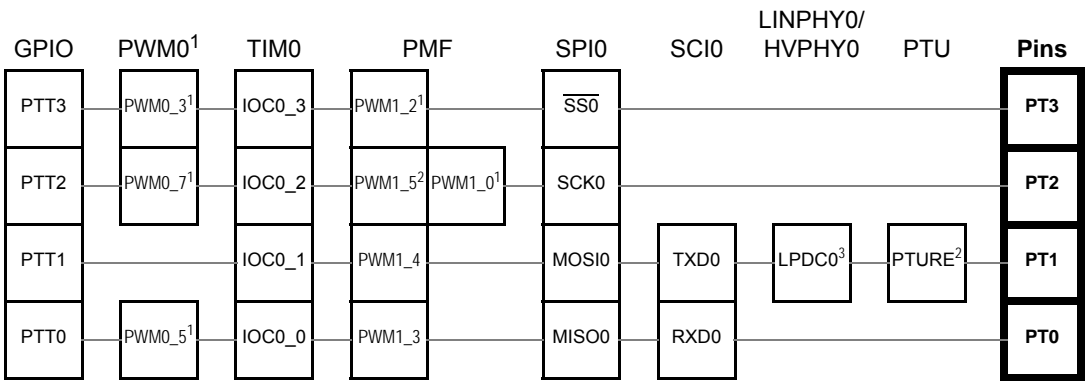 LINPHY0/
GPIO PWM0¹ TIM0 PMF SPI0 SCI0 HVPHY0 PTU Pins
PTT3 PWM0_3¹ IOC0_3 PWM1_2¹ SS0 PT3
PTT2 PWM0_7¹ IOC0_2 PWM1_5² PWM1_0¹ SCK0 PT2
PTT1 IOC0_1 PWM1_4 MOSI0 TXD0 LPDC0³ PTURE² PT1
PTT0 PWM0_5¹ IOC0_0 PWM1_3 MISO0 RXD0 PT0